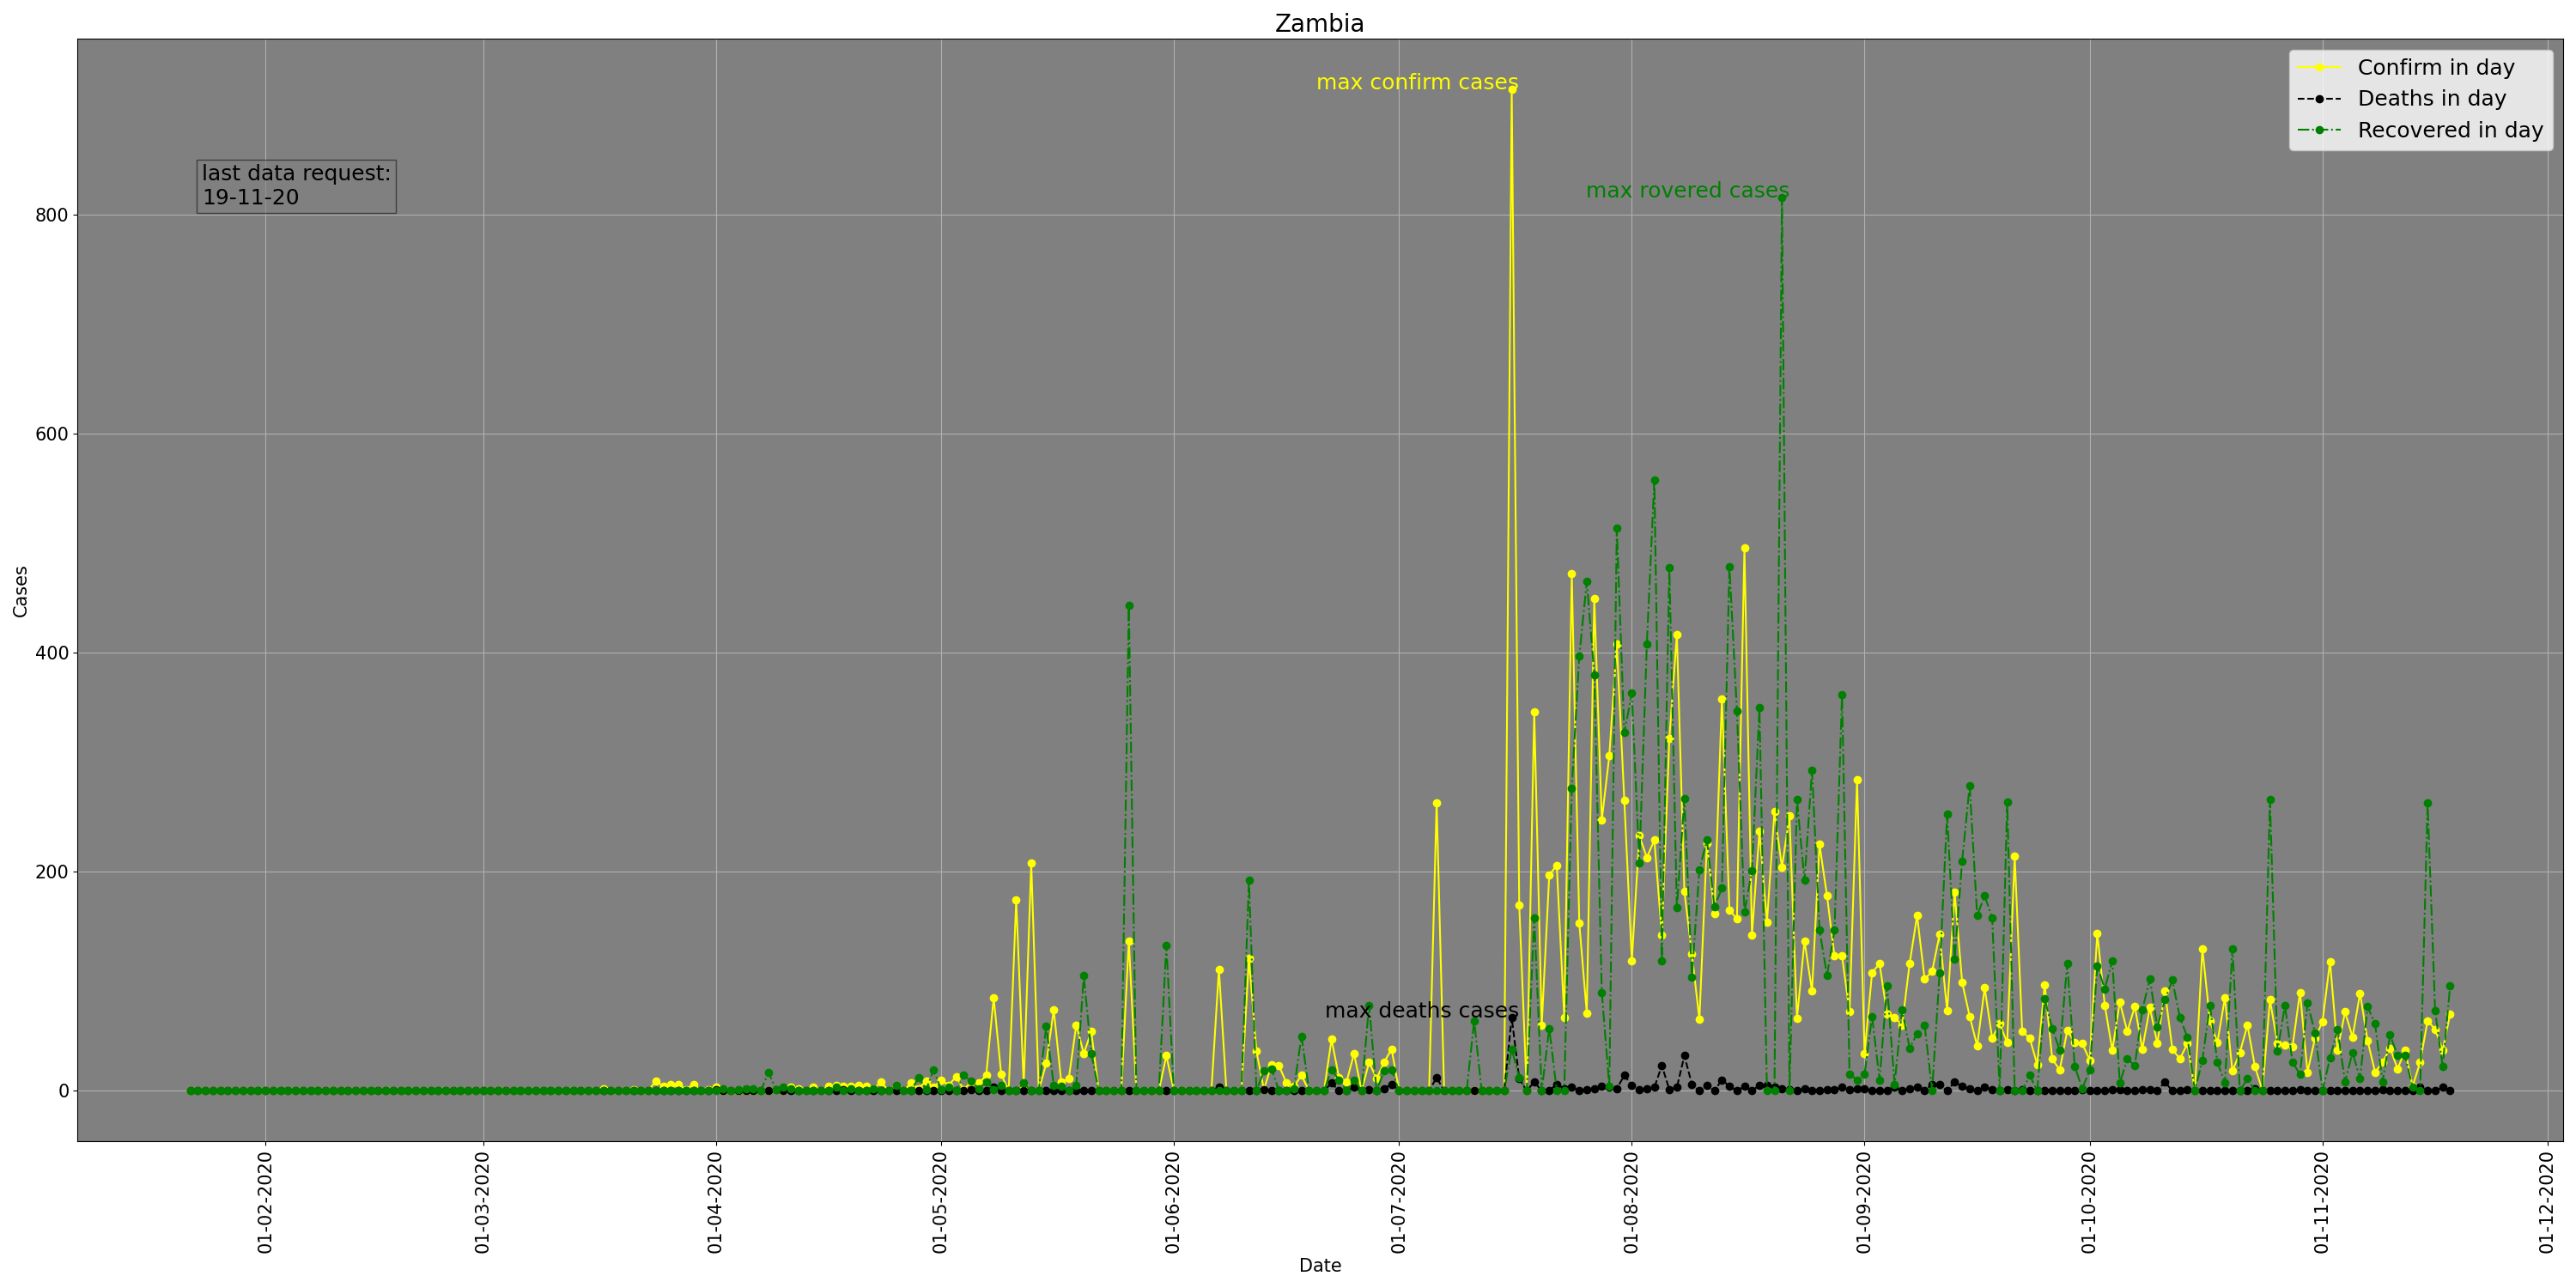 Zambia
max confirm cases
Confirm in day
Deaths in day
Recovered in day
last data request:
19-11-20
max rovered cases
800
600
Cases
400
200
max deaths cases
0
01-02-2020
01-03-2020
01-04-2020
01-05-2020
01-06-2020
01-07-2020
01-08-2020
01-09-2020
01-10-2020
01-11-2020
01-12-2020
Date